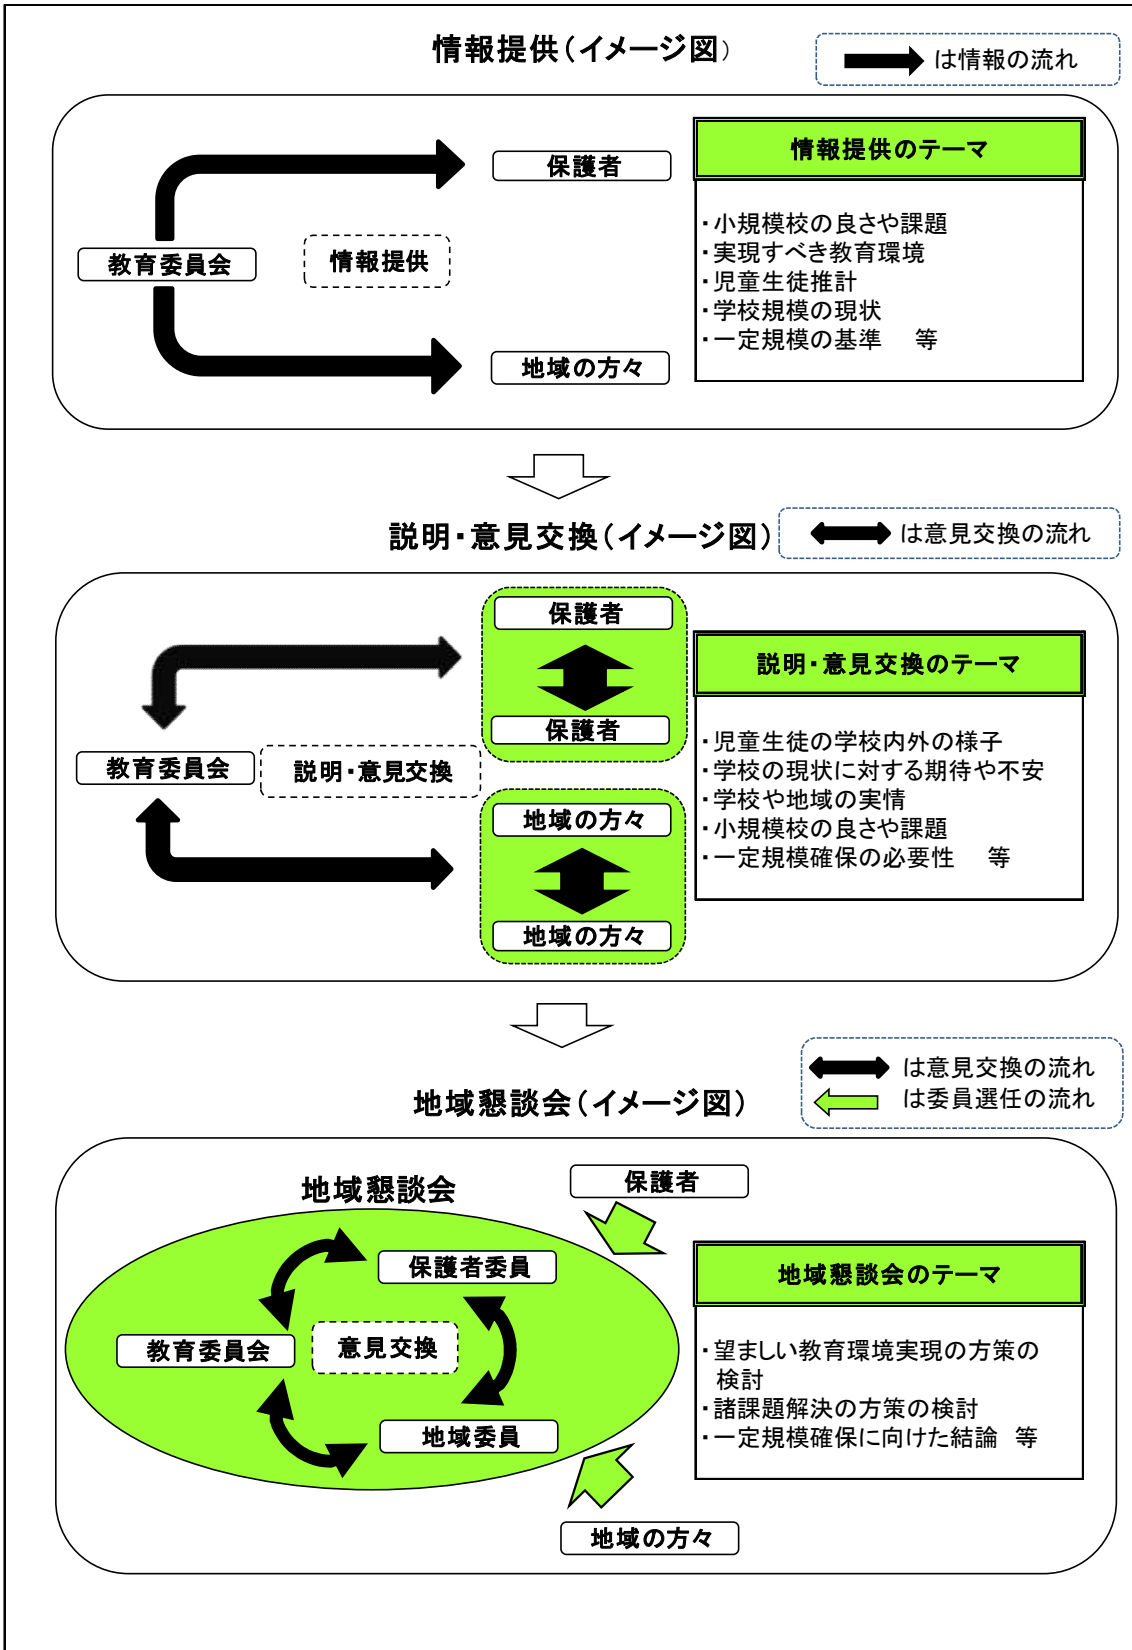 情報提供(イメージ図)
は情報の流れ
保護者
教育委員会
情報提供
地域の方々
情報提供のテーマ
・小規模校の良さや課題
・実現すべき教育環境
・児童生徒推計
・学校規模の現状
・一定規模の基準　等
説明・意見交換(イメージ図)
は意見交換の流れ
保護者
保護者
教育委員会
説明・意見交換
地域の方々
地域の方々
説明・意見交換のテーマ
・児童生徒の学校内外の様子
・学校の現状に対する期待や不安
・学校や地域の実情
・小規模校の良さや課題
・一定規模確保の必要性　等
は意見交換の流れ
は委員選任の流れ
地域懇談会(イメージ図)
地域懇談会
保護者
保護者委員
教育委員会
意見交換
地域委員
地域の方々
地域懇談会のテーマ
・望ましい教育環境実現の方策の
検討
・諸課題解決の方策の検討
・一定規模確保に向けた結論　等